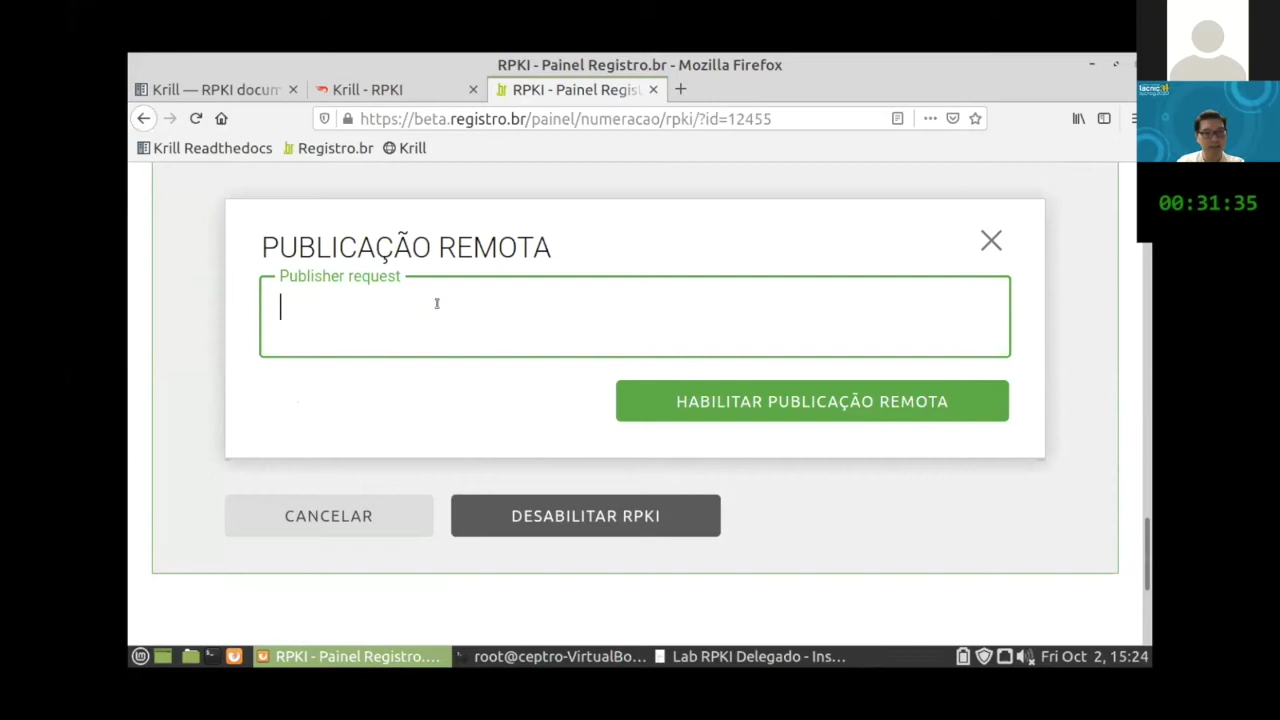 RPKI - Painel Registro.br - Mozilla Firefox
Krill — RPKI docum
Krill - RPKI
RPKI - Painel Regist
https://beta.registro.br/painel/numeracao/rpki/?id=12455
Krill Readthedocs
Registro.br
Krill
lacnic
00:31:35
PUBLICAÇÃO REMOTA
Publisher request
HABILITAR PUBLICAÇÃO REMOTA
CANCELAR
DESABILITAR RPKI
RPKI - Painel Registro....
root@ceptro-VirtualBo...
Lab RPKI Delegado - Ins...
Fri Oct 2, 15:24